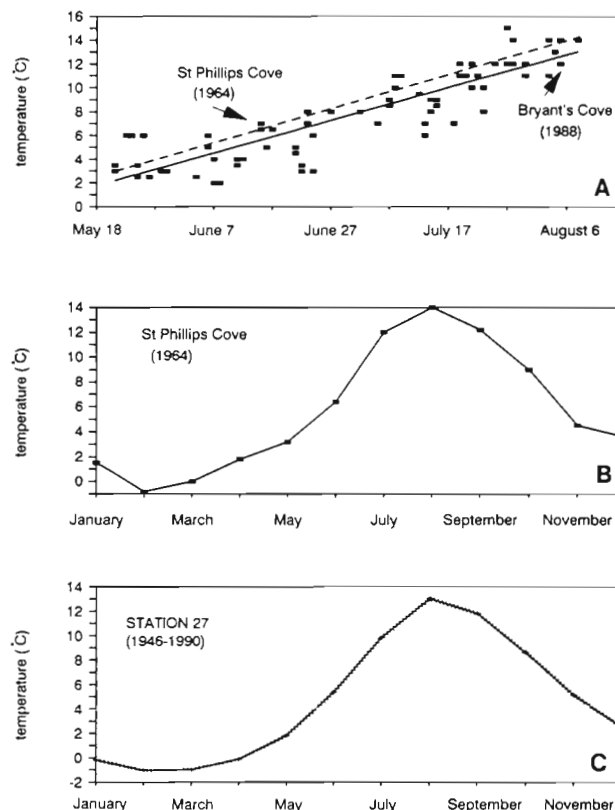 16
14
12
10
8
6
4
2
0
temperature (°C)
St Phillips Cove
(1964)
Bryant's Cove
(1988)
A
May 18 June 7 June 27 July 17 August 6
14
12
10
8
6
4
2
0
temperature (°C)
St Phillips Cove
(1964)
B
January March May July September November
14
12
10
8
6
4
2
0
-2
temperature (°C)
STATION 27
(1946-1990)
C
January March May July September November